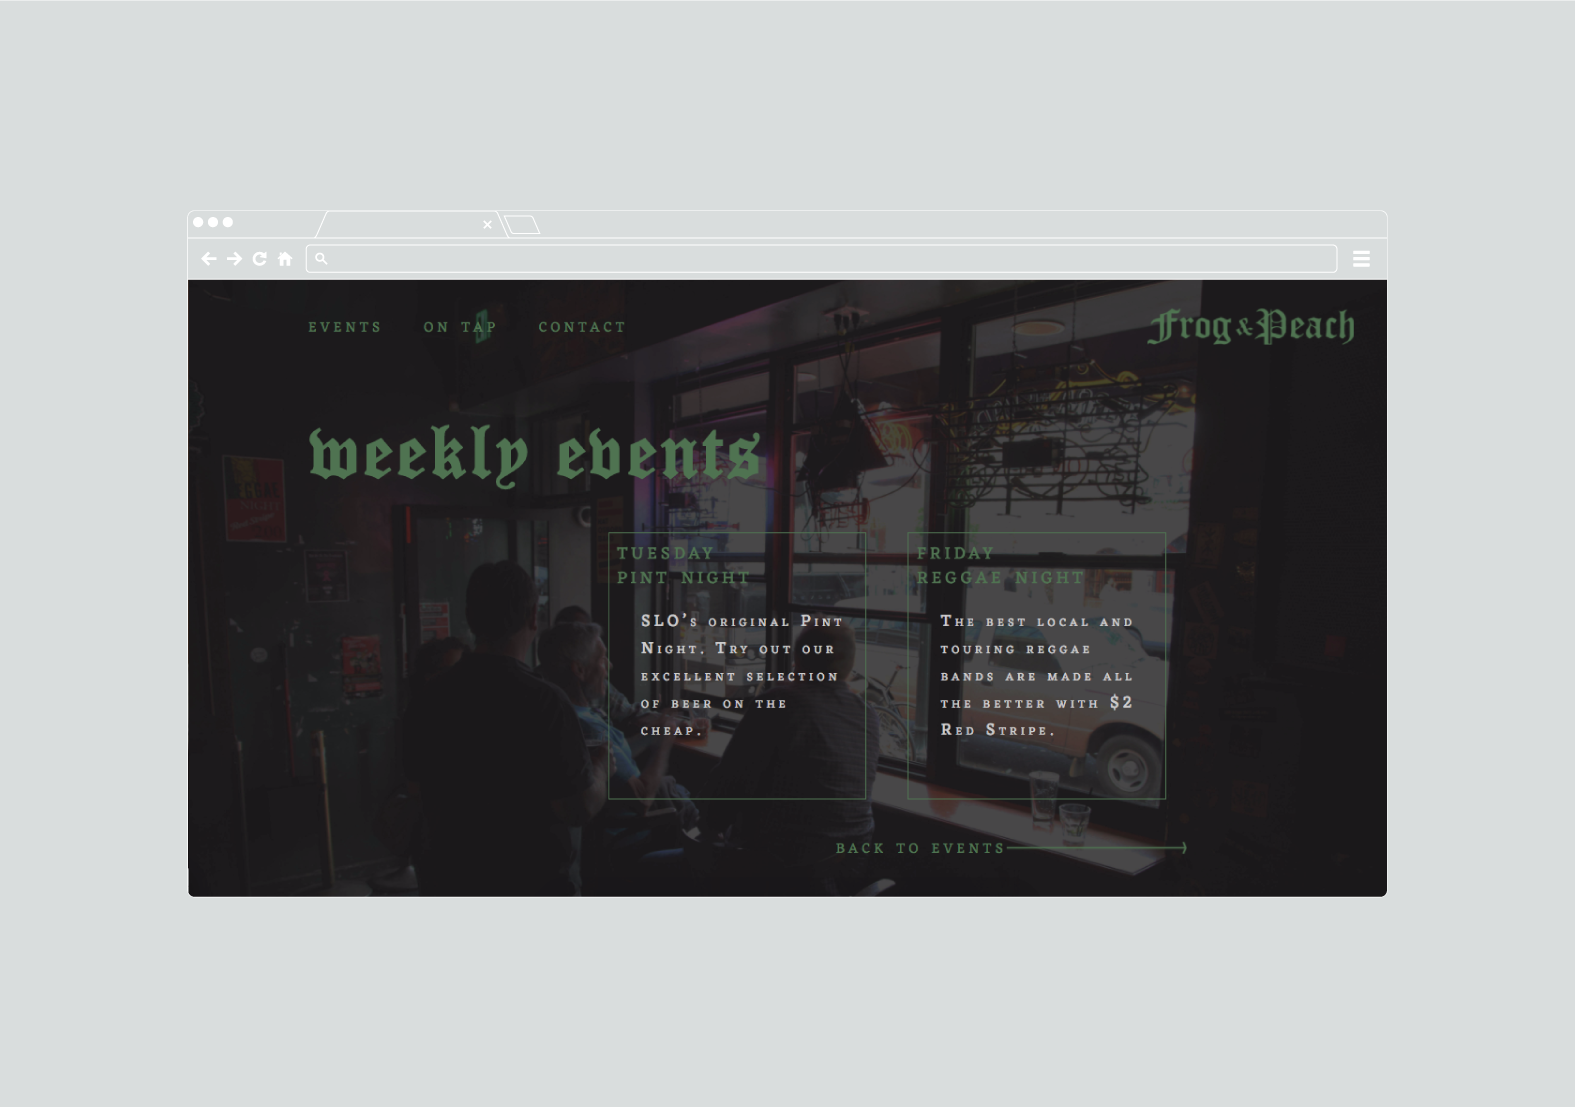 EVENTS ON TAP CONTACT
Frog & Peach
weekly events
REGGAE
NIGHT
TUESDAY
PINT NIGHT
SLO's original Pint
Night. Try out our
excellent selection
of beer on the
cheap.
FRIDAY
REGGAE NIGHT
The best local and
touring reggae
bands are made all
the better with $2
Red Stripe.
BACK TO EVENTS